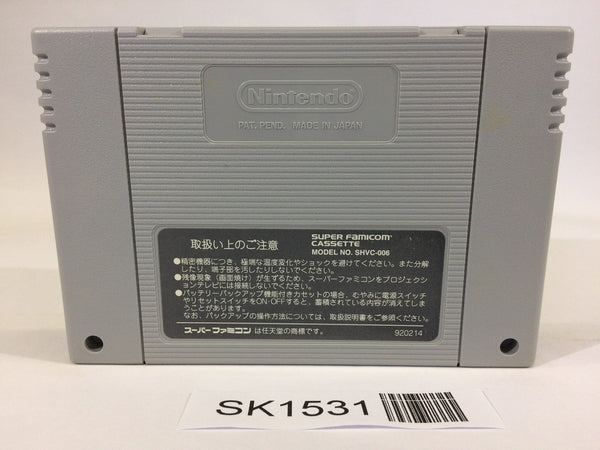 Nintendo
PAT. PEND. MADE IN JAPAN
取扱い上のご注意
SUPER FAMICOM
CASSETTE
MODEL NO. SHVC-006
●精密機器につき、極端な温度変化やショックを避けてください。また分解
したり、端子部を汚したりしないでください。
●残像現象（画面焼け）が生ずるため、スーパーファミコンをプロジェクシ
ョンテレビには接続しないでください。
●バッテリーバックアップ機能付きカセットの場合、むやみに電源スイッチ
やリセットスイッチをON·OFFすると、蓄積されている内容が消えてしま
うことがあります。
なお、バックアップの操作方法については、取扱説明書をご参照ください。
スーパーファミコン は任天堂の商標です。
920214
SK1531